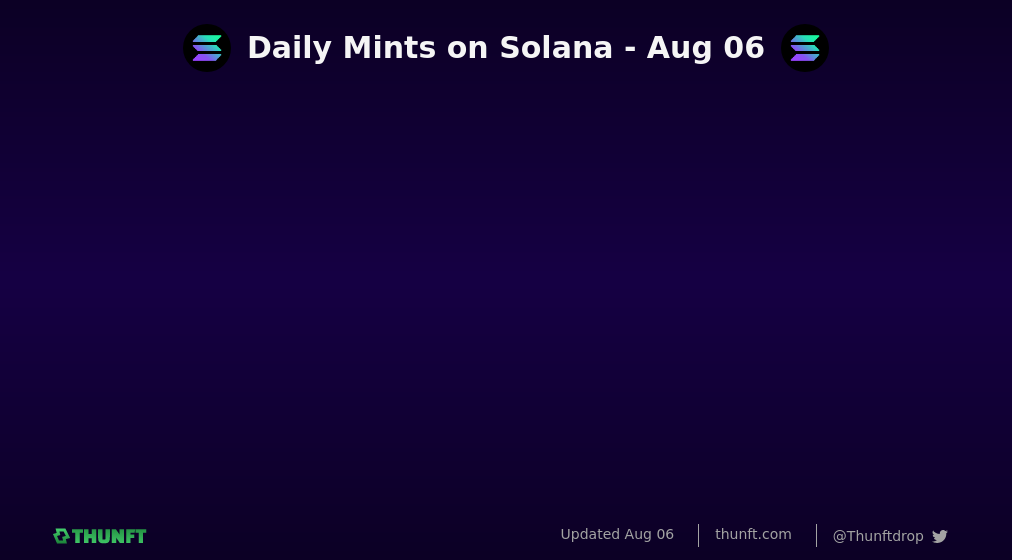 Daily Mints on Solana - Aug 06
THUNFT
Updated Aug 06
thunft.com
@Thunftdrop